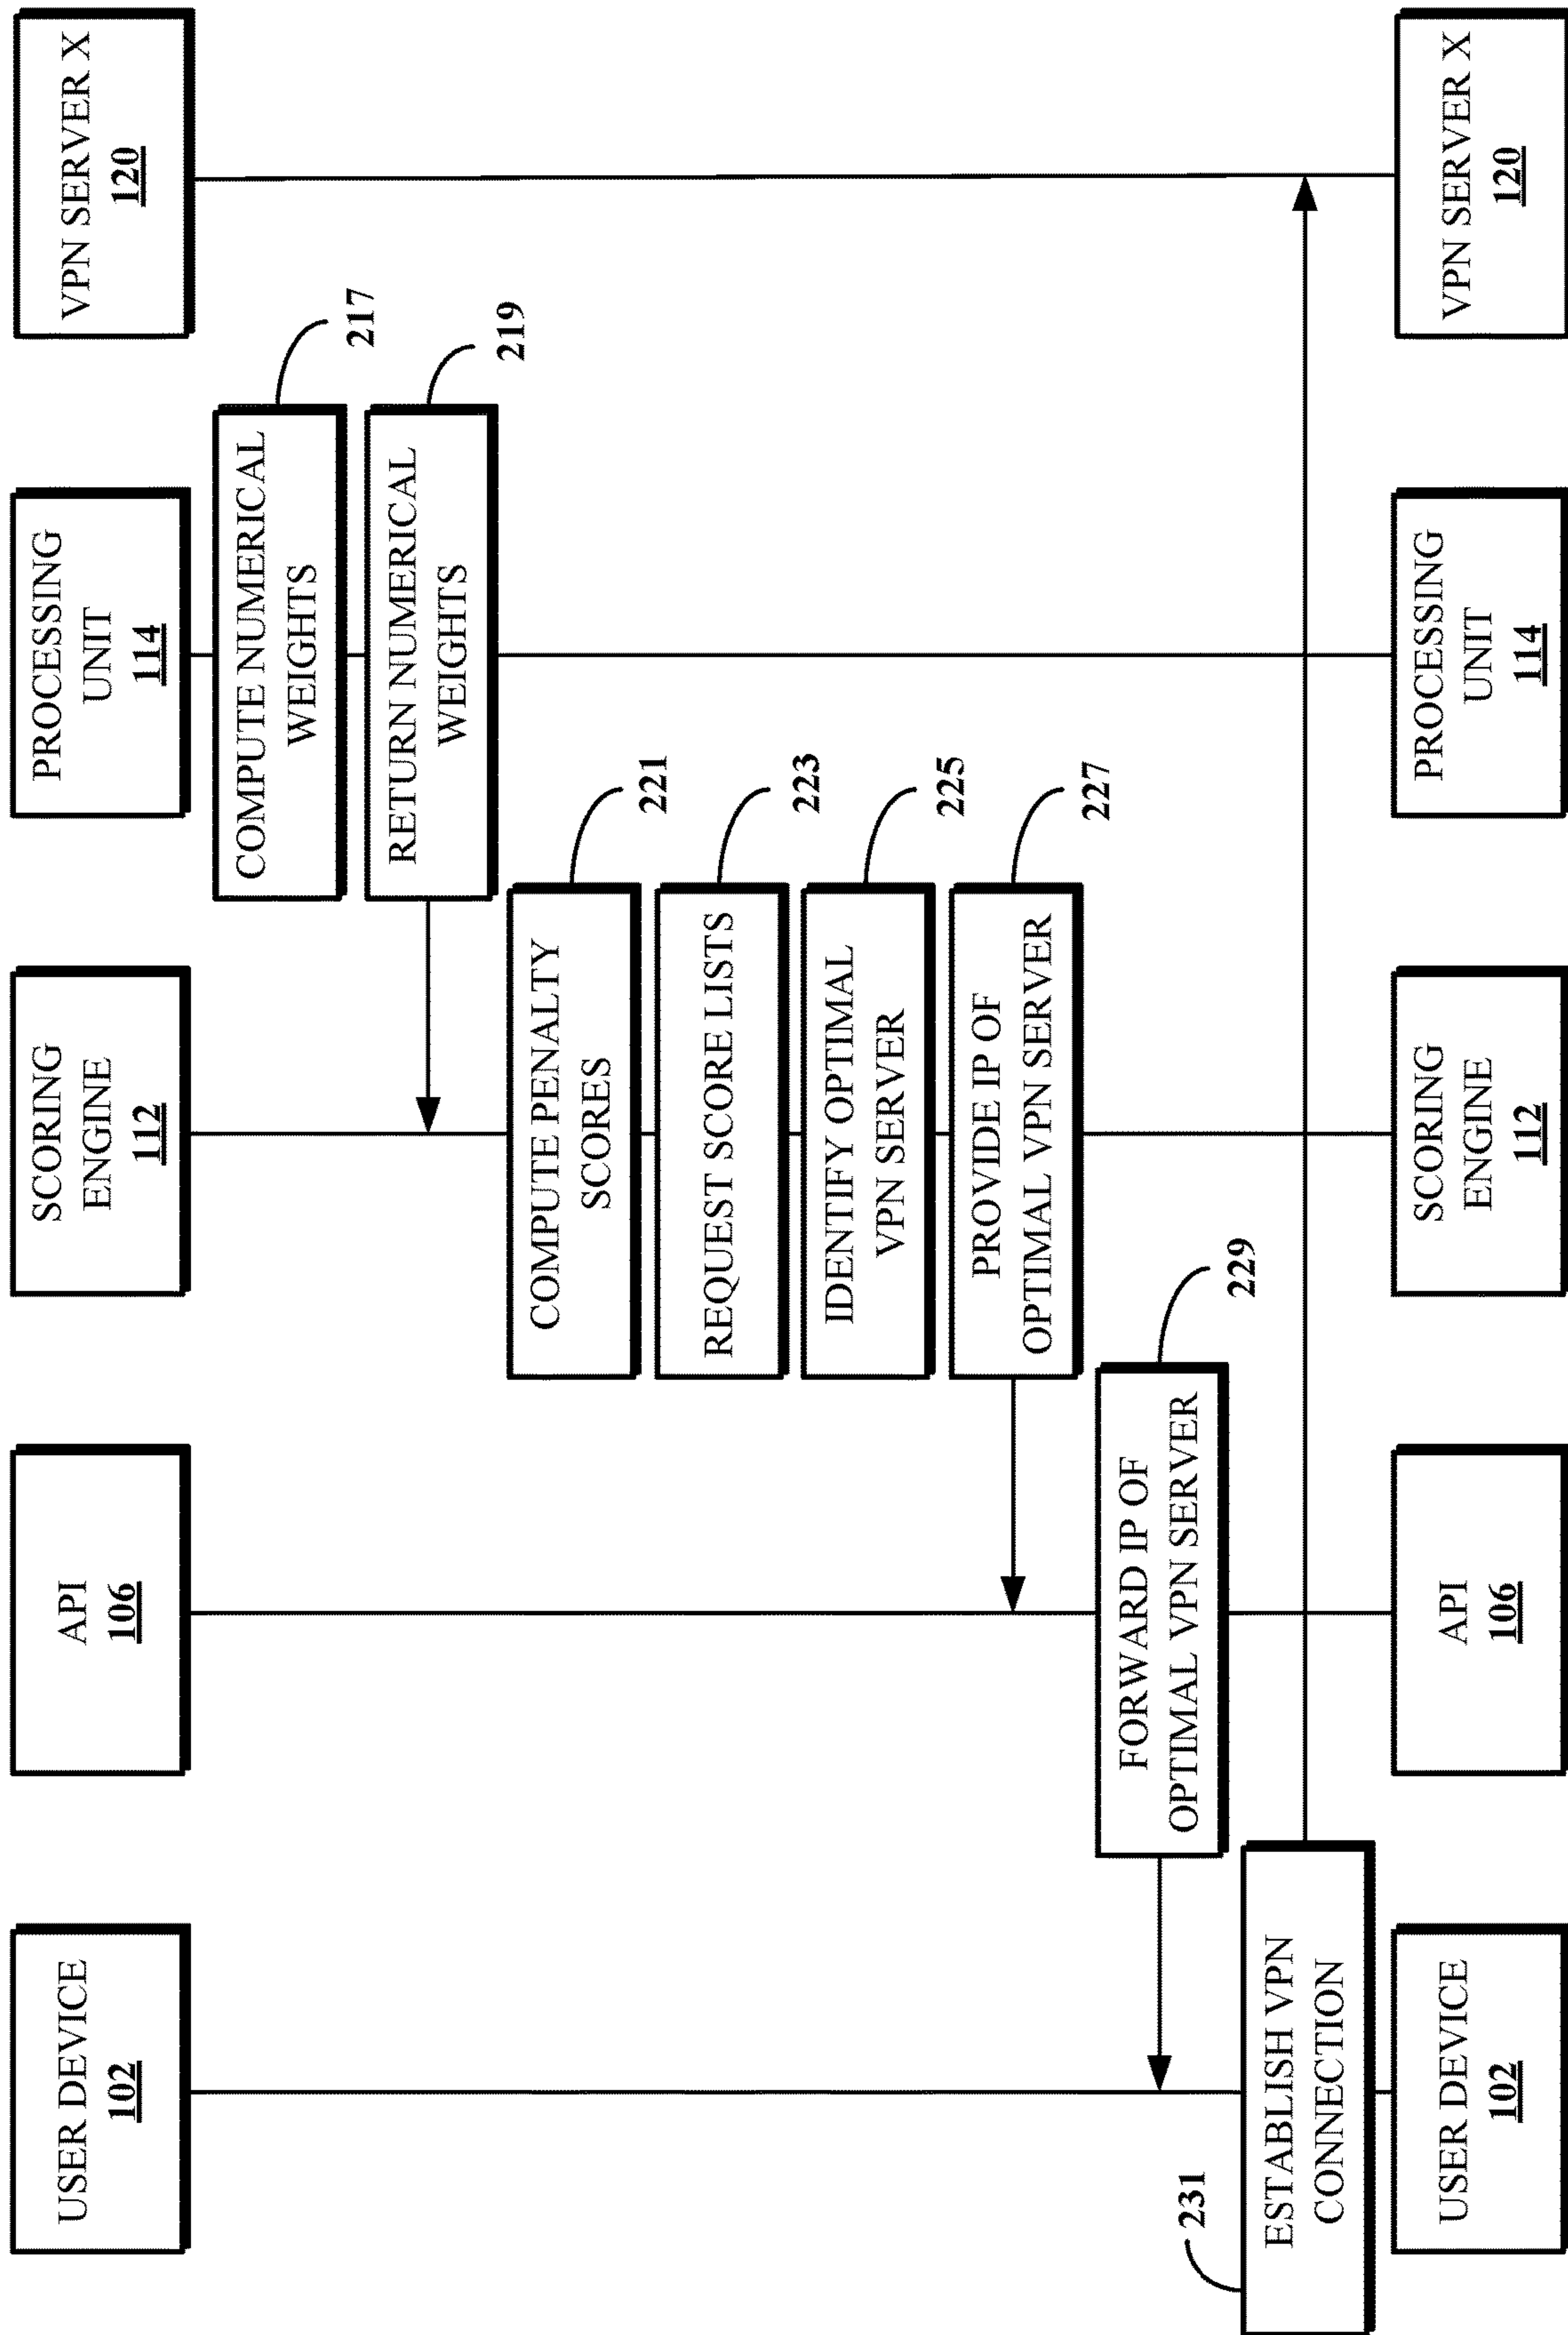 USER DEVICE
102
API
106
SCORING
ENGINE
112
PROCESSING
UNIT
114
VPN SERVER X
120
COMPUTE NUMERICAL
WEIGHTS
217
RETURN NUMERICAL
WEIGHTS
219
COMPUTE PENALTY
SCORES
221
REQUEST SCORE LISTS
223
IDENTIFY OPTIMAL
VPN SERVER
225
PROVIDE IP OF
OPTIMAL VPN SERVER
227
FORWARD IP OF
OPTIMAL VPN SERVER
229
231
ESTABLISH VPN
CONNECTION
USER DEVICE
102
API
106
SCORING
ENGINE
112
PROCESSING
UNIT
114
VPN SERVER X
120